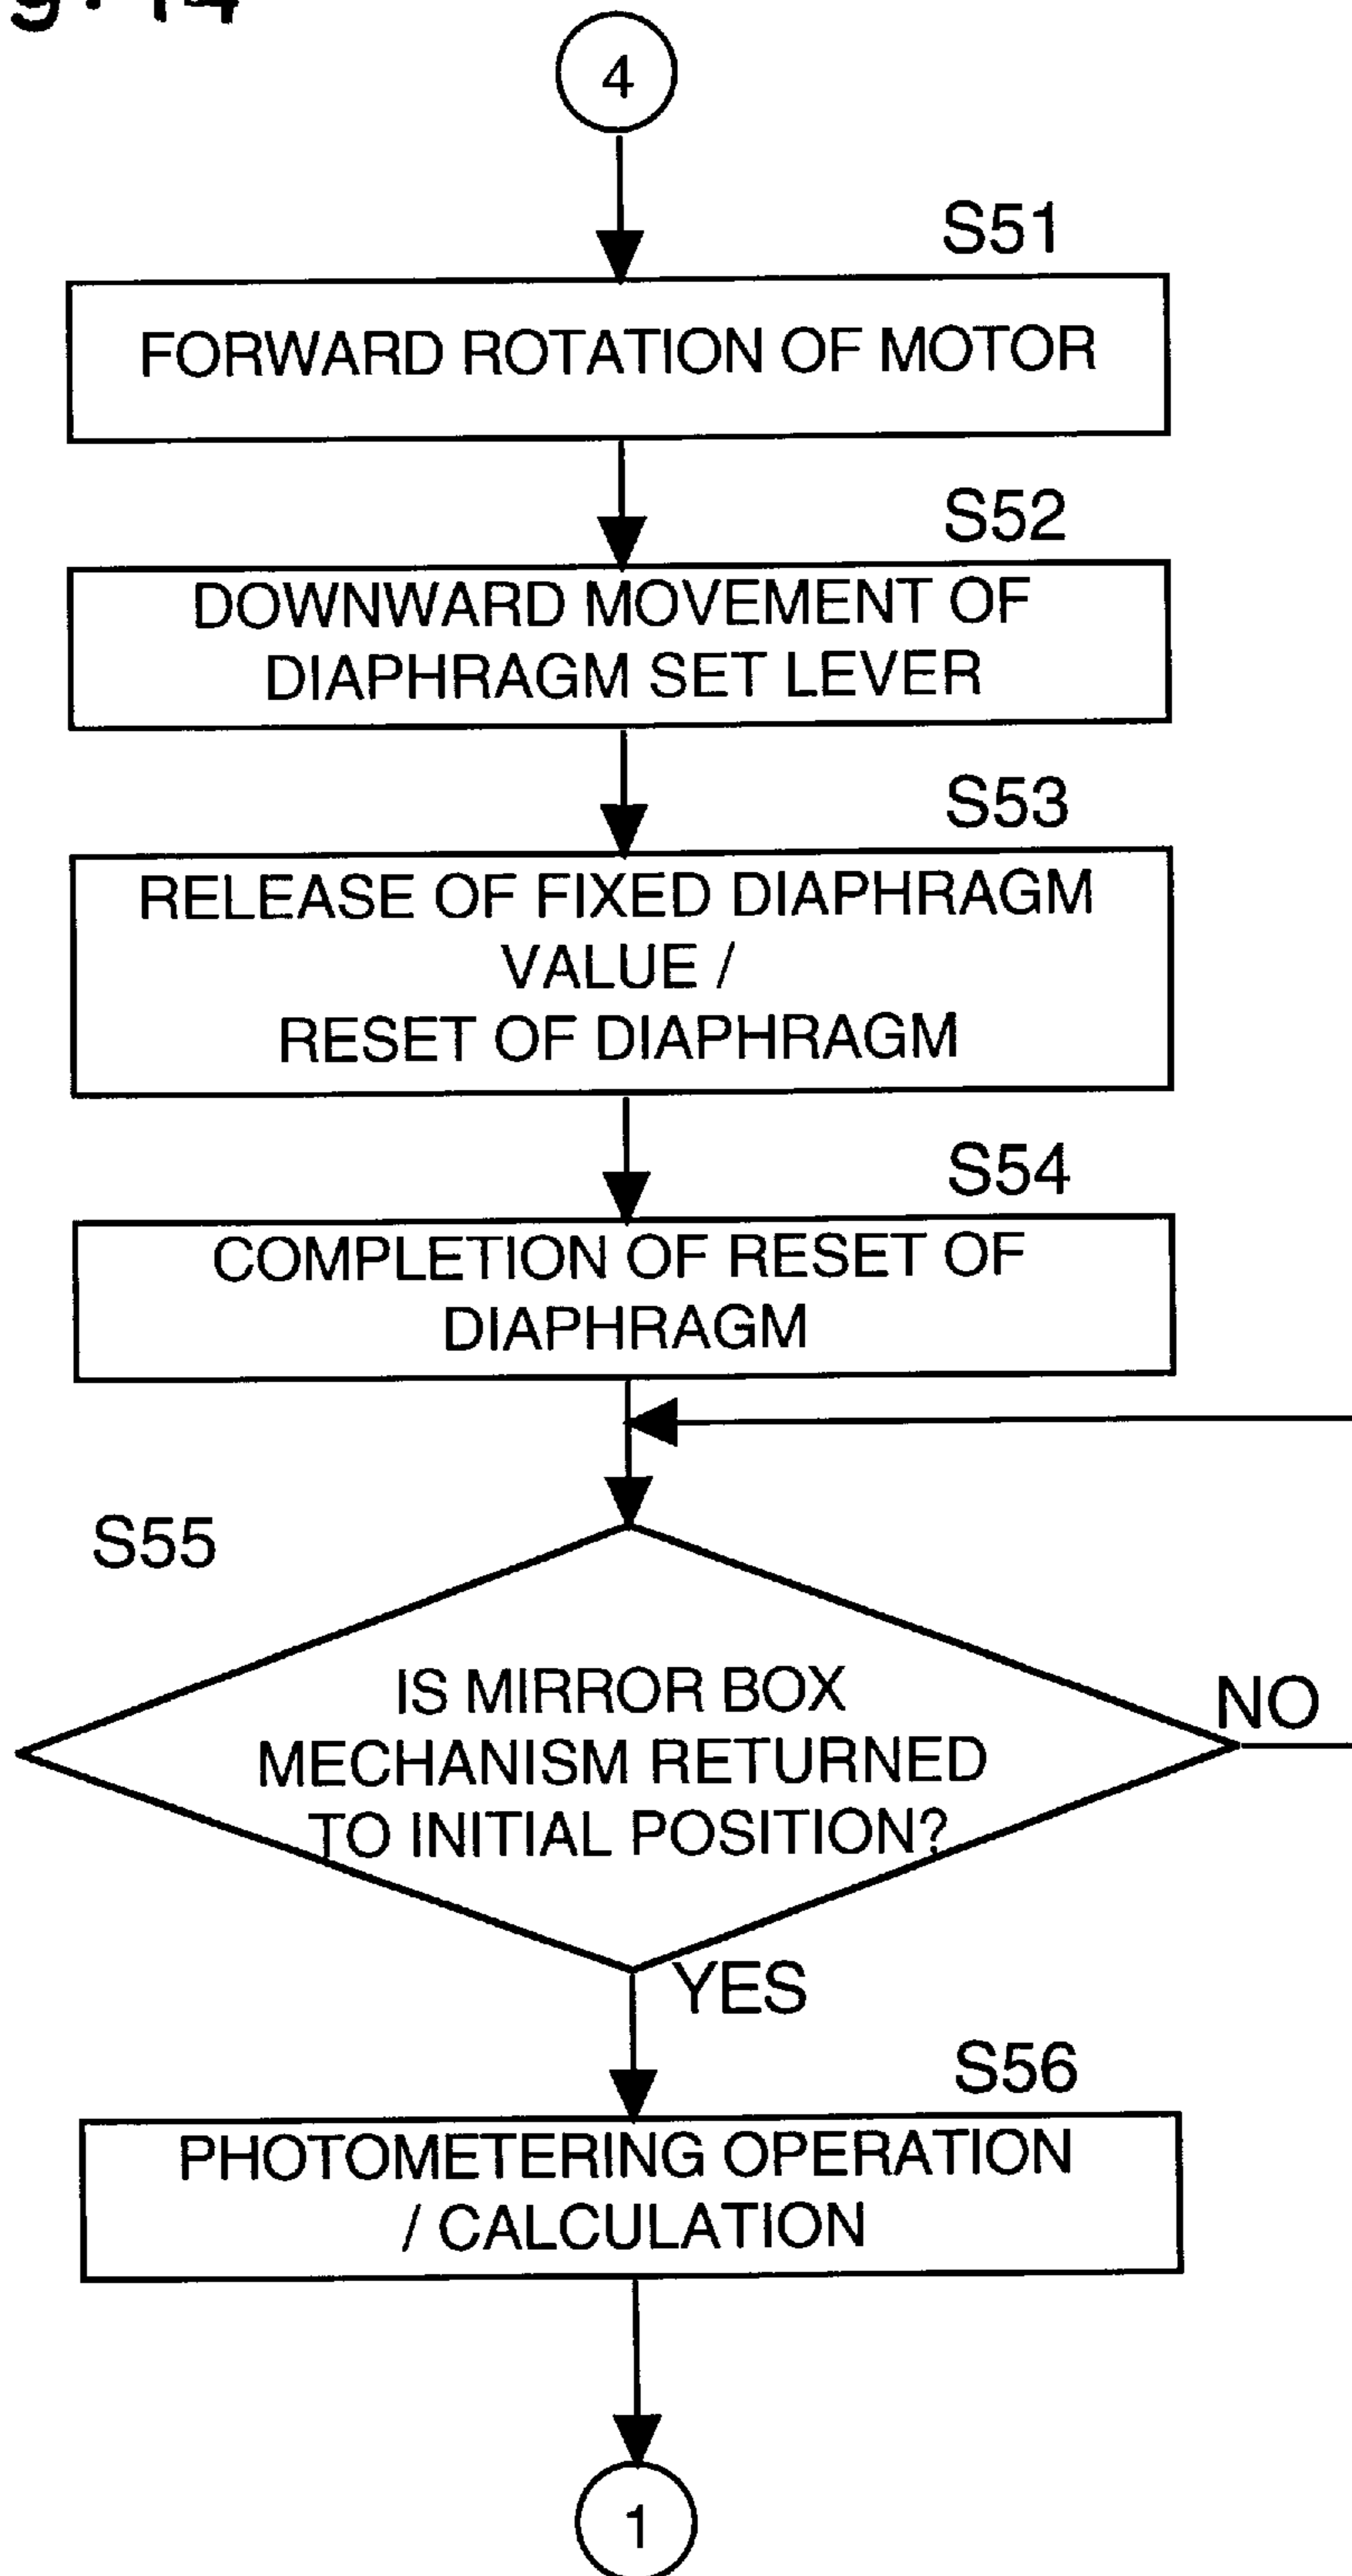 g. 14
4
S51
FORWARD ROTATION OF MOTOR
S52
DOWNWARD MOVEMENT OF
DIAPHRAGM SET LEVER
S53
RELEASE OF FIXED DIAPHRAGM
VALUE /
RESET OF DIAPHRAGM
S54
COMPLETION OF RESET OF
DIAPHRAGM
S55
IS MIRROR BOX
MECHANISM RETURNED
TO INITIAL POSITION?
NO
YES
S56
PHOTOMETERING OPERATION
/ CALCULATION
1